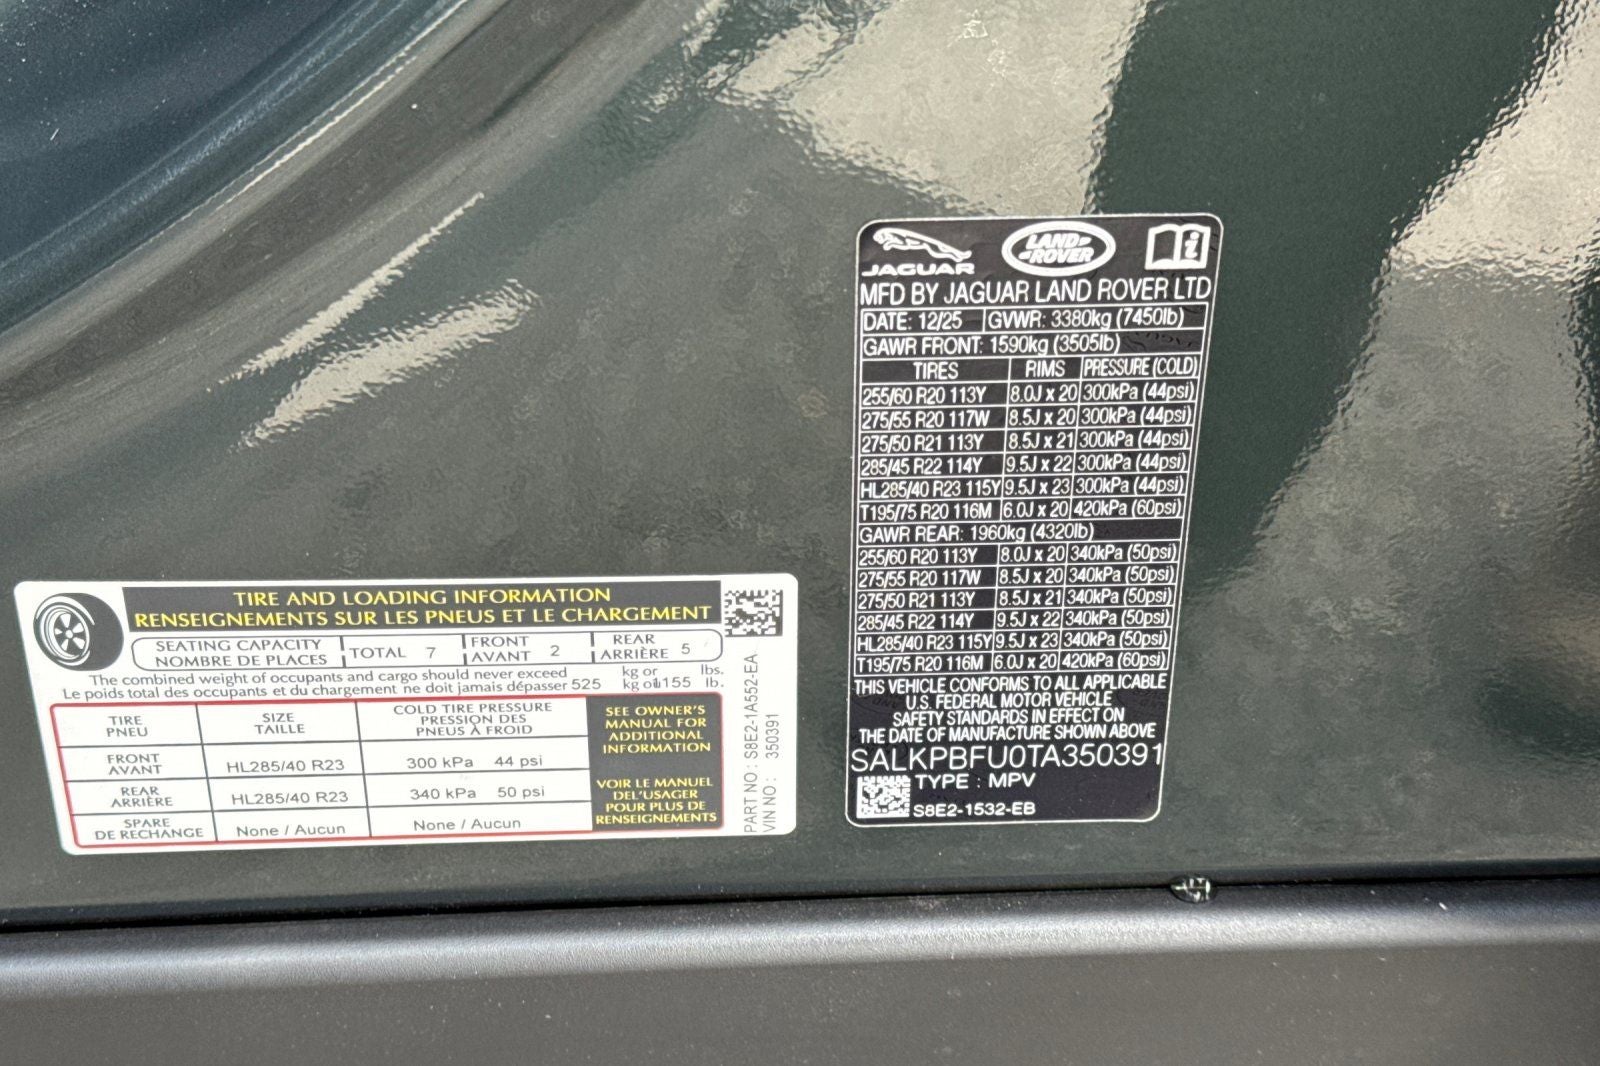 TIRE AND LOADING INFORMATION
RENSEIGNEMENTS SUR LES PNEUS ET LE CHARGEMENT
SEATING CAPACITY
NOMBRE DE PLACES
TOTAL 7
FRONT
AVANT 2
REAR
ARRIÈRE 5
The combined weight of occupants and cargo should never exceed kg or lbs.
Le poids total des occupants et du chargement ne doit jamais dépasser 525 kg ou 1155 lb.
TIRE
PNEU
SIZE
TAILLE
COLD TIRE PRESSURE
PRESSION DES
PNEUS À FROID
FRONT
AVANT
HL285/40 R23
300 kPa 44 psi
REAR
ARRIÈRE
HL285/40 R23
340 kPa 50 psi
SPARE
DE RECHANGE
None / Aucun
None / Aucun
SEE OWNER'S
MANUAL FOR
ADDITIONAL
INFORMATION
VOIR LE MANUEL
DEL'USAGER
POUR PLUS DE
RENSEIGNEMENTS
PART NO : S8E2-1A552-EA
VIN NO : 350391
JAGUAR
LAND-
-ROVER
MFD BY JAGUAR LAND ROVER LTD
DATE: 12/25 GVWR: 3380kg (7450lb)
GAWR FRONT: 1590kg (3505lb)
TIRES RIMS PRESSURE (COLD)
255/60 R20 113Y 8.0J x 20 300kPa (44psi)
275/55 R20 117W 8.5J x 20 300kPa (44psi)
275/50 R21 113Y 8.5J x 21 300kPa (44psi)
285/45 R22 114Y 9.5J x 22 300kPa (44psi)
HL285/40 R23 115Y 9.5J x 23 300kPa (44psi)
T195/75 R20 116M 6.0J x 20 420kPa (60psi)
GAWR REAR: 1960kg (4320lb)
255/60 R20 113Y 8.0J x 20 340kPa (50psi)
275/55 R20 117W 8.5J x 20 340kPa (50psi)
275/50 R21 113Y 8.5J x 21 340kPa (50psi)
285/45 R22 114Y 9.5J x 22 340kPa (50psi)
HL285/40 R23 115Y 9.5J x 23 340kPa (50psi)
T195/75 R20 116M 6.0J x 20 420kPa (60psi)
THIS VEHICLE CONFORMS TO ALL APPLICABLE
U.S. FEDERAL MOTOR VEHICLE
SAFETY STANDARDS IN EFFECT ON
THE DATE OF MANUFACTURE SHOWN ABOVE
SALKPBFU0TA350391
TYPE : MPV
S8E2-1532-EB